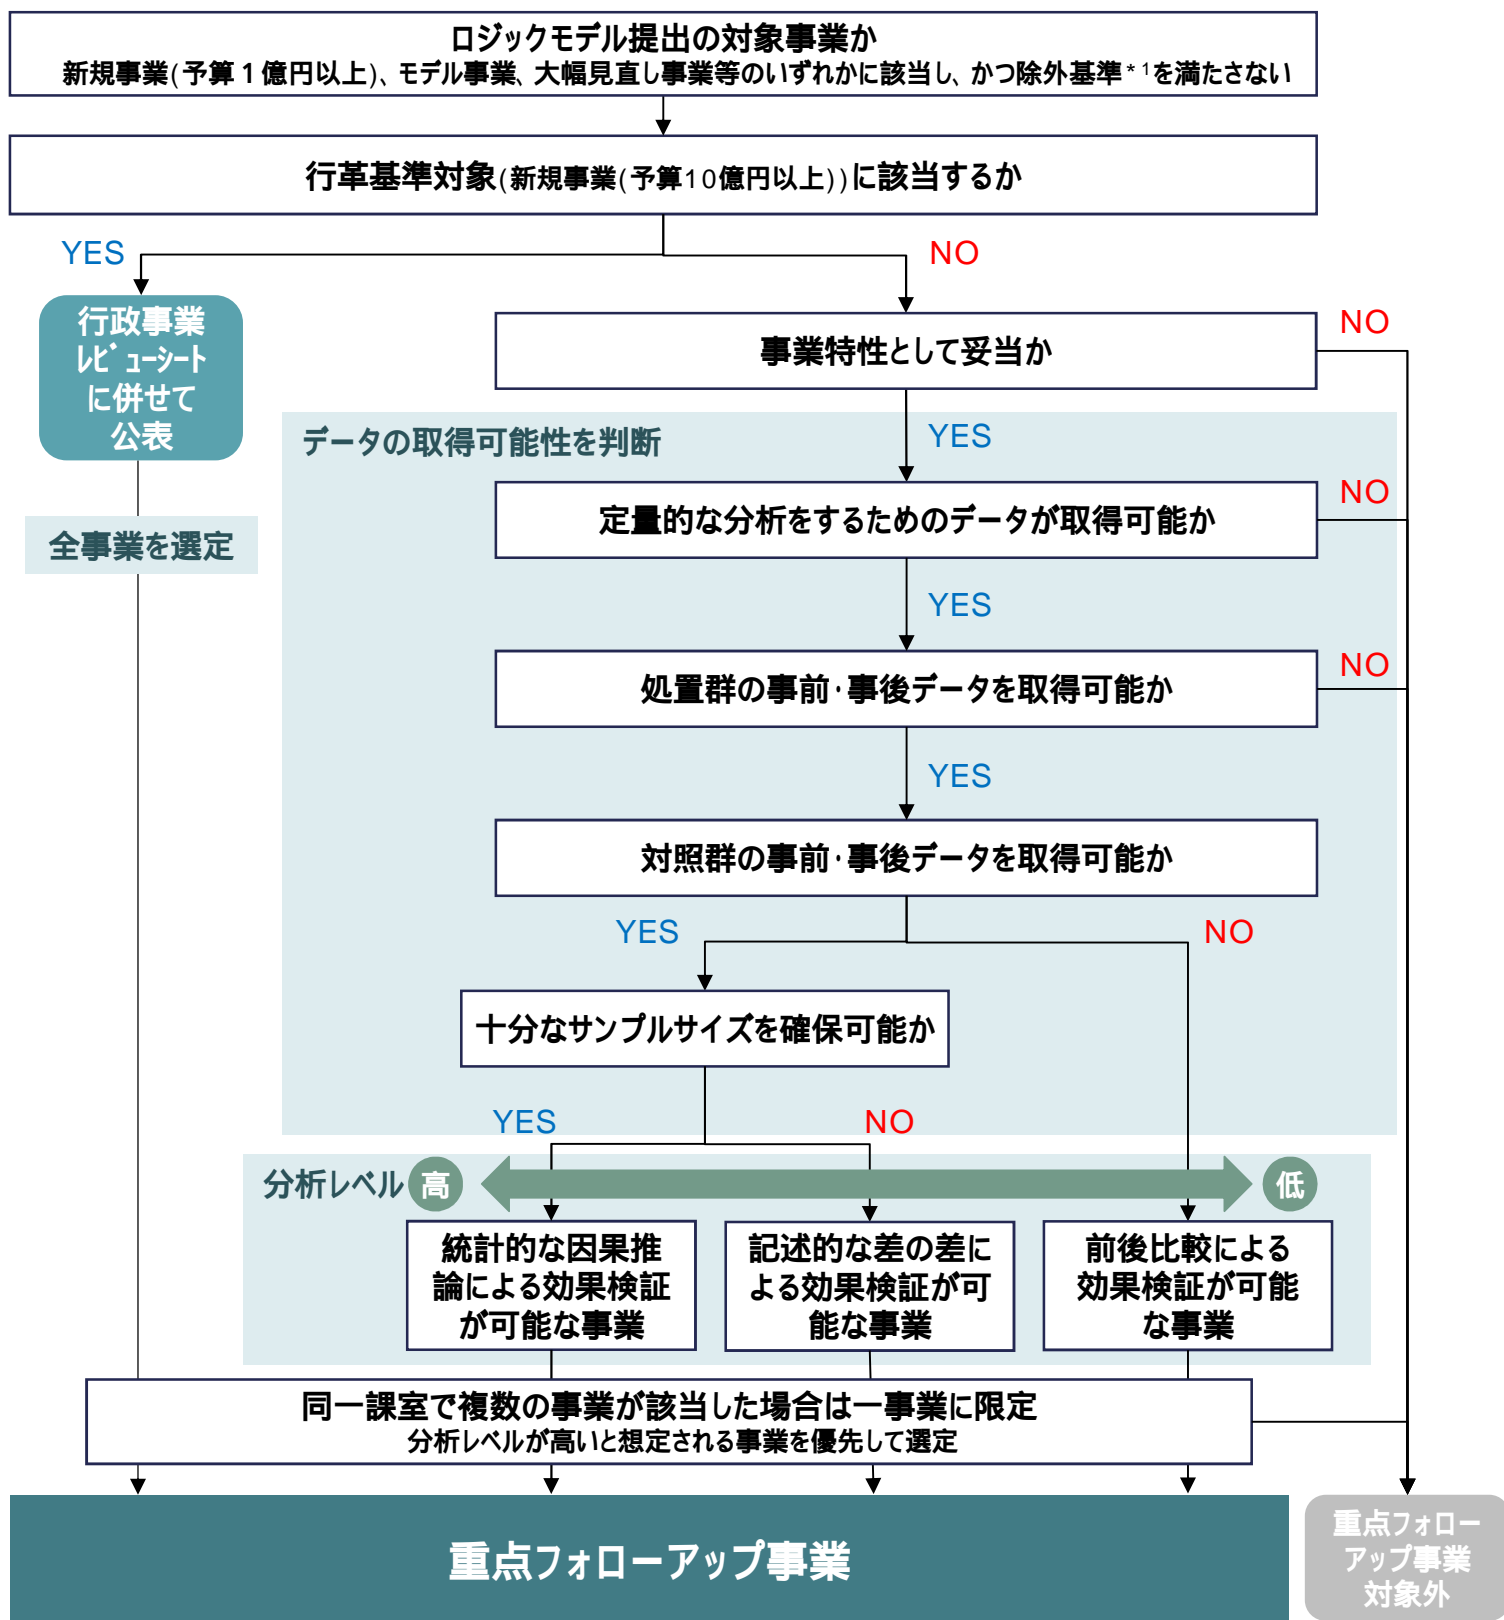 ロジックモデル提出の対象事業か
新規事業(予算１億円以上)、モデル事業、大幅見直し事業等のいずれかに該当し、かつ除外基準*1を満たさない
行革基準対象(新規事業(予算10億円以上))に該当するか
YES
NO
行政事業
レビューシート
に併せて
公表
事業特性として妥当か
NO
データの取得可能性を判断
YES
定量的な分析をするためのデータが取得可能か
NO
全事業を選定
YES
処置群の事前・事後データを取得可能か
NO
YES
対照群の事前・事後データを取得可能か
YES
NO
十分なサンプルサイズを確保可能か
YES
NO
分析レベル
高
低
統計的な因果推
論による効果検証
が可能な事業
記述的な差の差に
よる効果検証が可
能な事業
前後比較による
効果検証が可能
な事業
同一課室で複数の事業が該当した場合は一事業に限定
分析レベルが高いと想定される事業を優先して選定
重点フォローアップ事業
重点フォロー
アップ事業
対象外